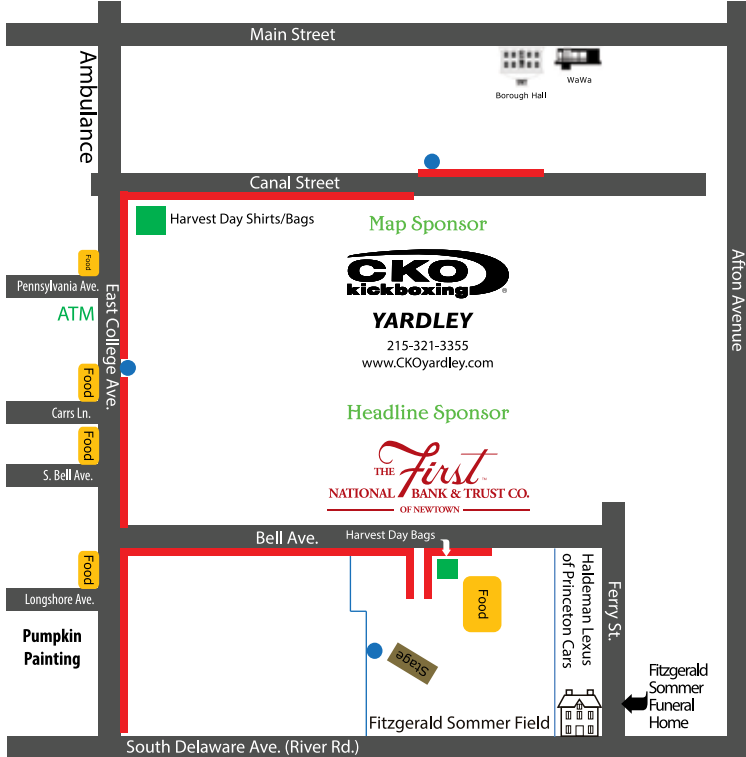 Main Street
Ambulance
Borough Hall
WaWa
Canal Street
Harvest Day Shirts/Bags
Map Sponsor
CKO
kickboxing
®
YARDLEY
215-321-3355
www.CKOyardley.com
Afton Avenue
Food
Pennsylvania Ave.
ATM
East College Ave.
Food
Carrs Ln.
Food
S. Bell Ave.
Headline Sponsor
THE First ™
NATIONAL BANK & TRUST CO.
OF NEWTOWN
Bell Ave.
Harvest Day Bags
Food
Longshore Ave.
Pumpkin
Painting
Food
Stage
Haldeman Lexus
of Princeton Cars
Ferry St.
Fitzgerald
Sommer
Funeral
Home
Fitzgerald Sommer Field
South Delaware Ave. (River Rd.)